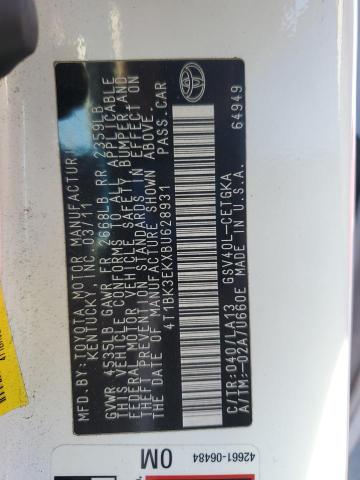 MFD.BY: TOYOTA MOTOR MANUFACTURI
KENTUCKY, INC. 03/11
GVWR 4535LB GAWR FR 2668LB RR 2359LB
THIS VEHICLE CONFORMS TO ALL APPLICABLE
FEDERAL MOTOR VEHICLE SAFETY, BUMPER AND
THEFT PREVENTION STANDARDS IN EFFECT ON
THE DATE OF MANUFACTURE SHOWN ABOVE.
4T1BK3EKXBU628931 PASS.CAR
C/TR:040/LA13 GSV40L-CETGKA
A/TM:-02A/U660E MADE IN U.S.A.
64949
42661-06484
0M